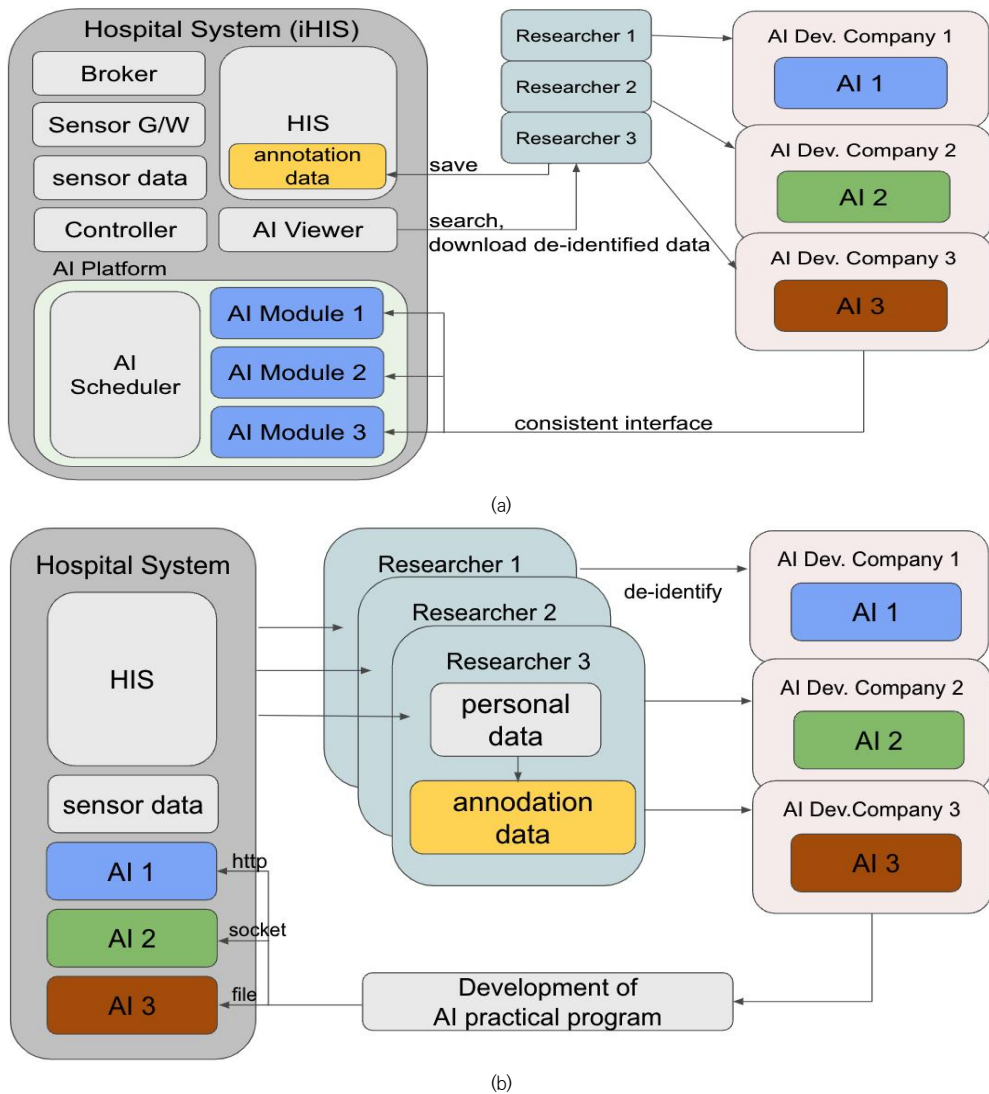 Hospital System (iHIS)
Broker
Sensor G/W
sensor data
Controller
HIS
annotation
data
AI Viewer
AI Platform
AI
Scheduler
AI Module 1
AI Module 2
AI Module 3
Researcher 1
Researcher 2
Researcher 3
save
search,
download de-identified data
AI Dev. Company 1
AI 1
AI Dev. Company 2
AI 2
AI Dev. Company 3
AI 3
consistent interface
(a)
Hospital System
HIS
sensor data
AI 1
AI 2
AI 3
http
socket
file
Researcher 1
Researcher 2
Researcher 3
personal
data
annodation
data
de-identify
AI Dev. Company 1
AI 1
AI Dev. Company 2
AI 2
AI Dev.Company 3
AI 3
Development of
AI practical program
(b)